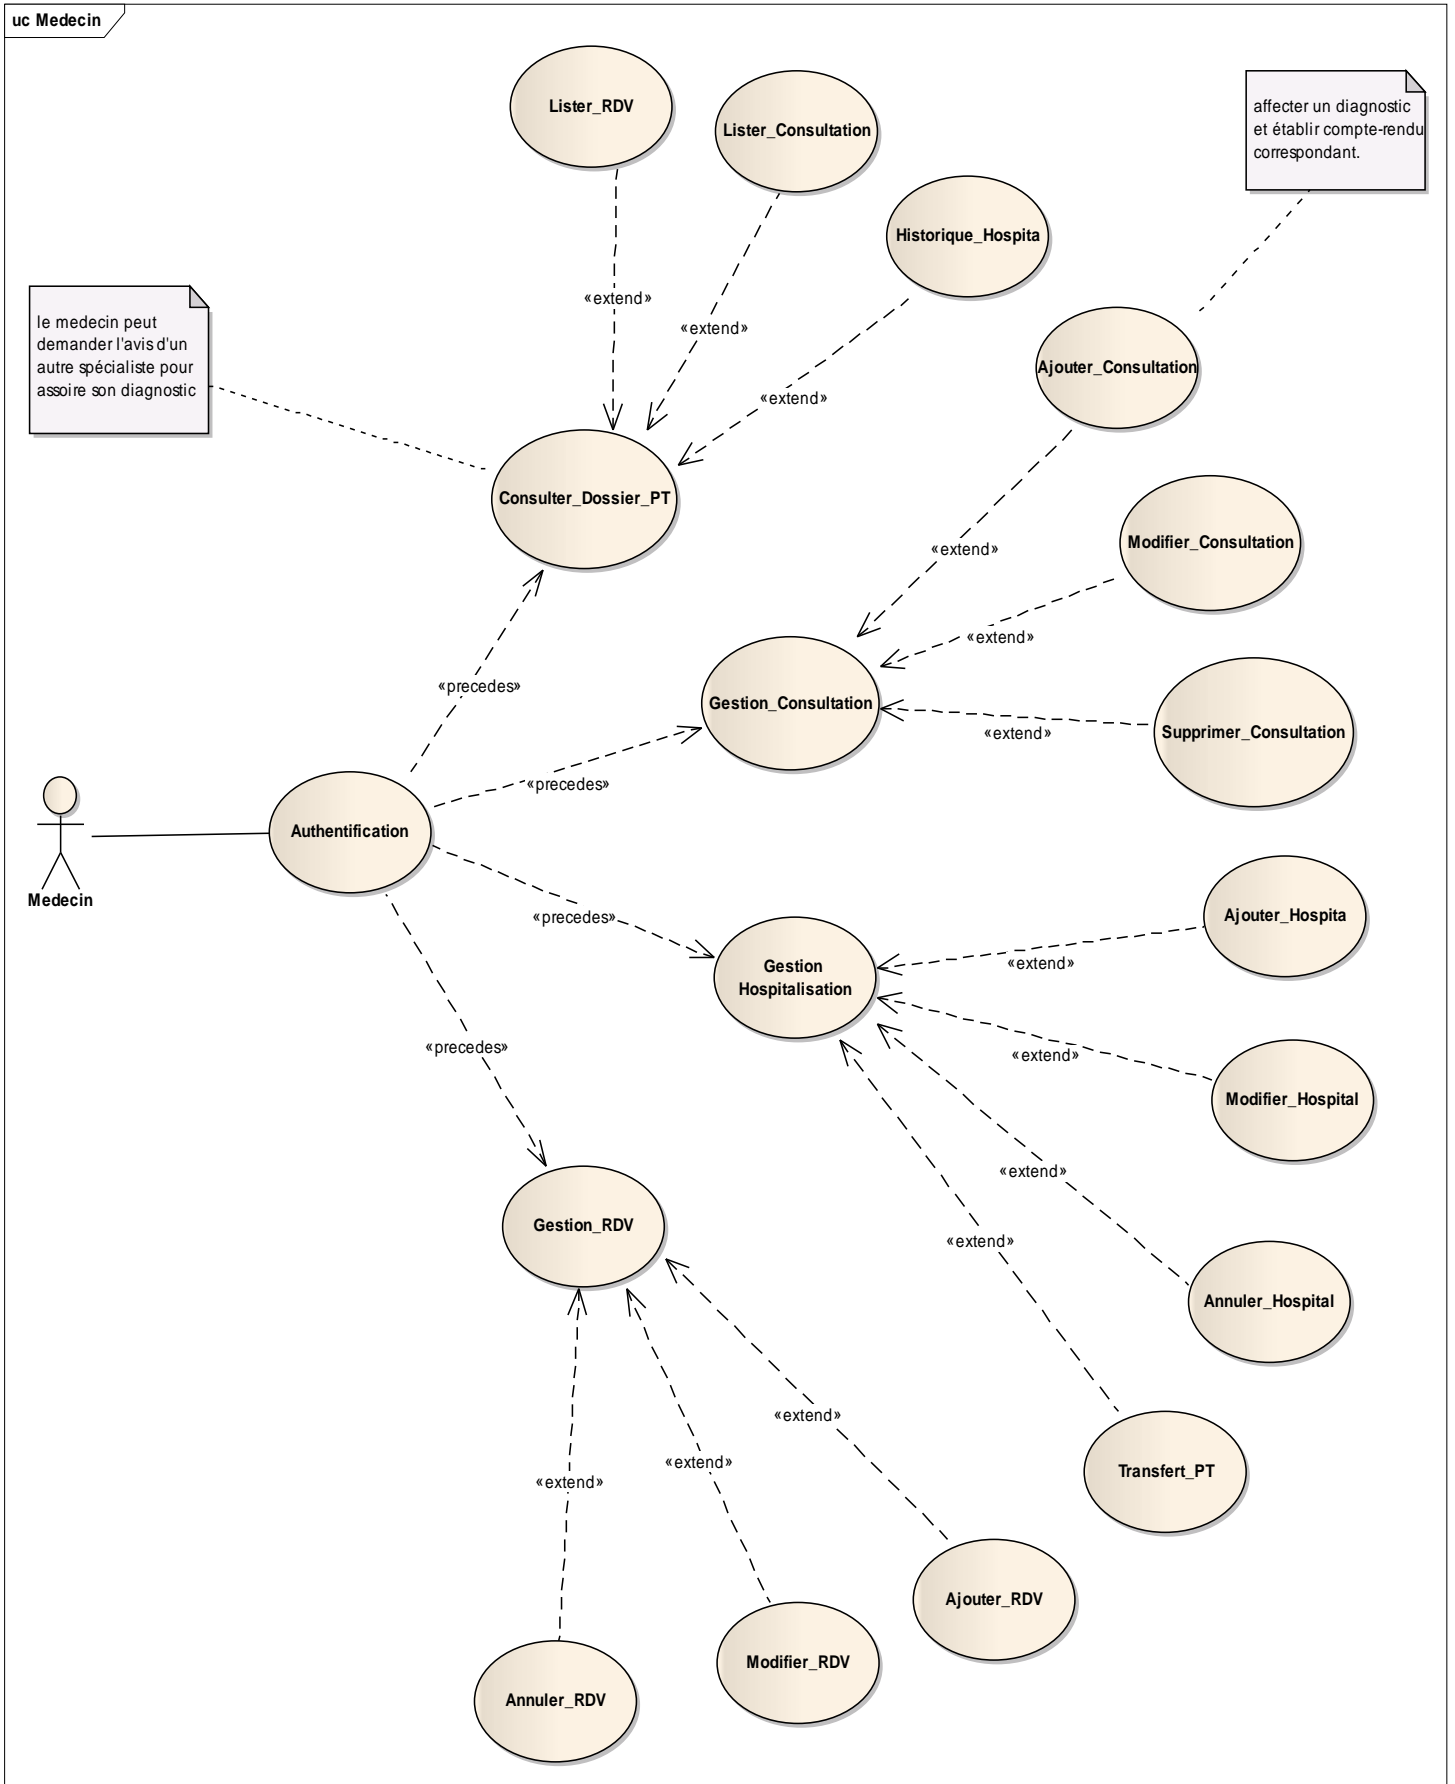 uc Medecin
Lister_RDV
Lister_Consultation
affecter un diagnostic
et établir compte-rendu
correspondant.
Historique_Hospita
«extend»
le medecin peut
demander l'avis d'un
autre spécialiste pour
assoire son diagnostic
«extend»
Ajouter_Consultation
«extend»
Consulter_Dossier_PT
Modifier_Consultation
«extend»
«extend»
«precedes»
Gestion_Consultation
Supprimer_Consultation
«extend»
«precedes»
Authentification
Medecin
«precedes»
Ajouter_Hospita
Gestion
Hospitalisation
«extend»
«precedes»
«extend»
Modifier_Hospital
«extend»
Gestion_RDV
«extend»
Annuler_Hospital
«extend»
«extend»
Transfert_PT
«extend»
Ajouter_RDV
Modifier_RDV
Annuler_RDV